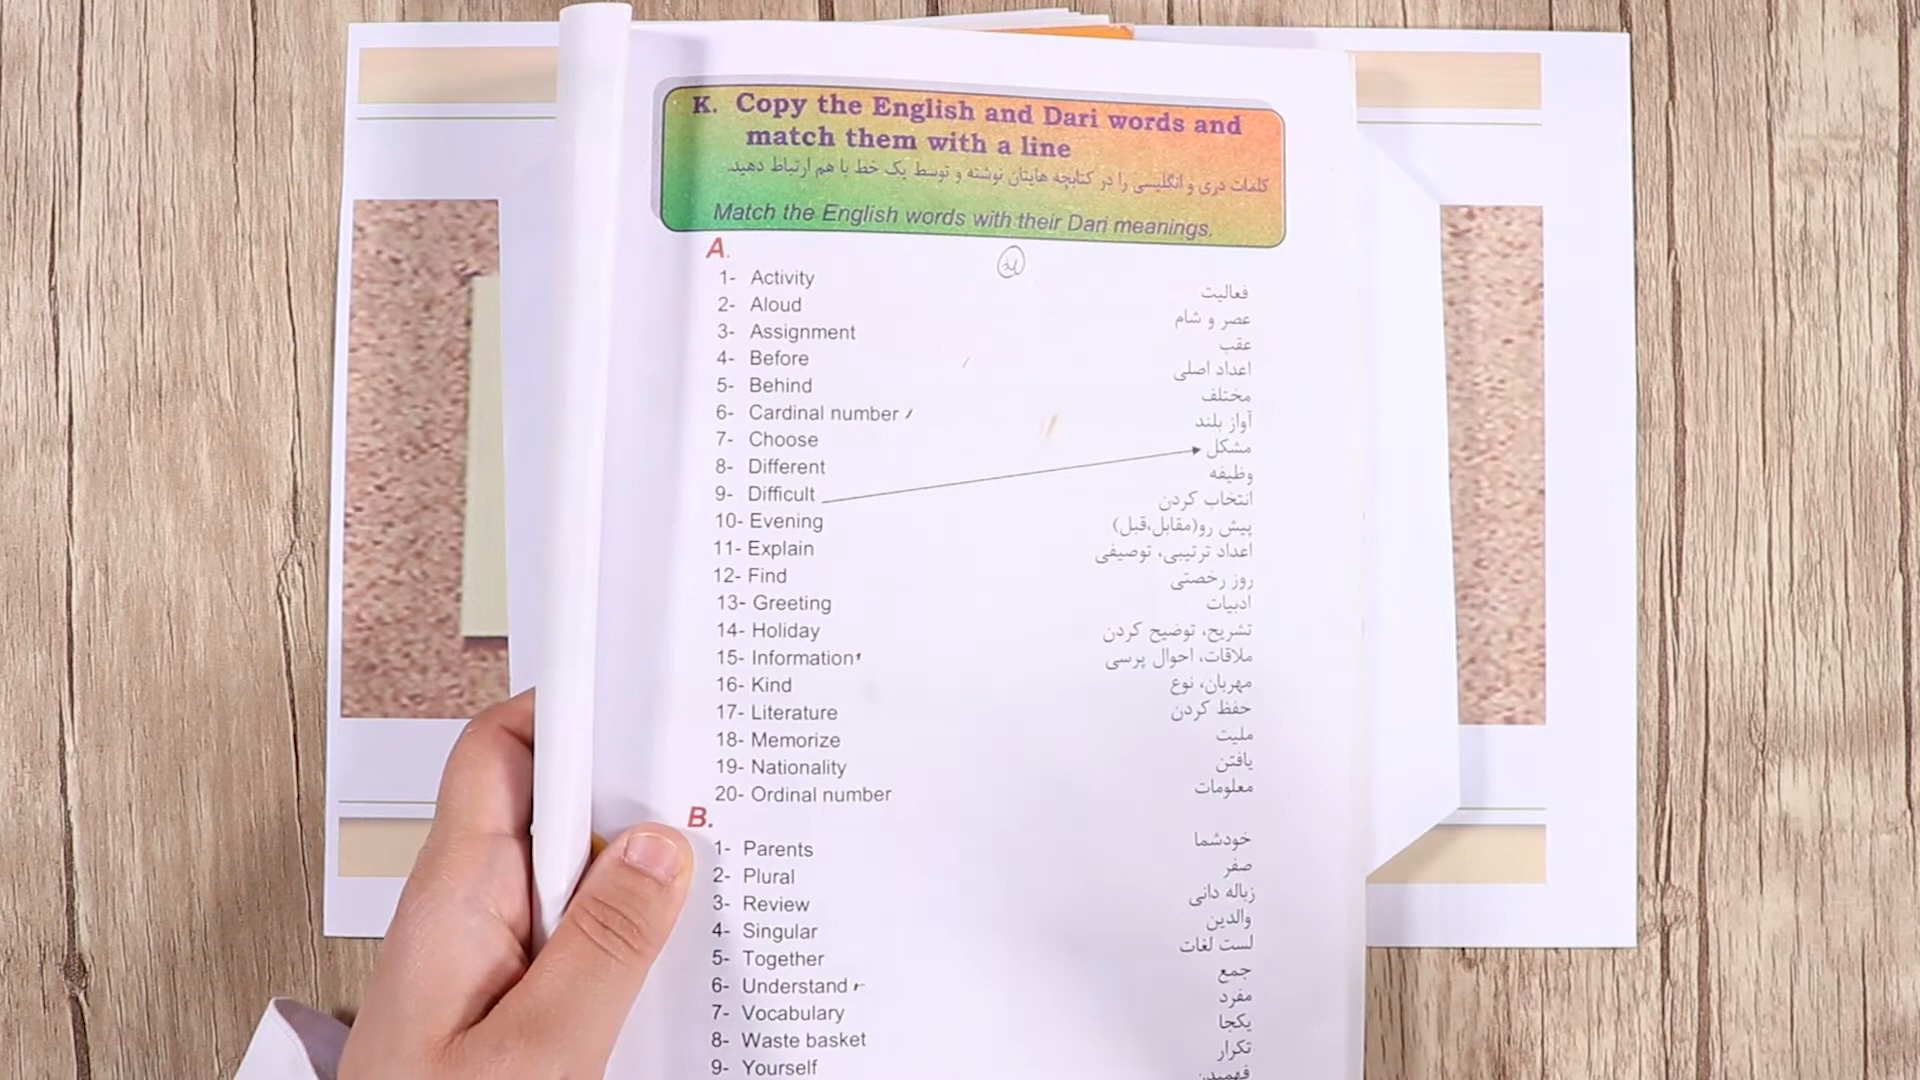 K. Copy the English and Dari words and
match them with a line
کلمات دری و انگلیسی را در کتابچه هایتان نوشته و توسط یک خط با هم ارتباط دهید.
Match the English words with their Dari meanings.
A.
1- Activity
2- Aloud
3- Assignment
4- Before
5- Behind
6- Cardinal number
7- Choose
8- Different
9- Difficult
10- Evening
11- Explain
12- Find
13- Greeting
14- Holiday
15- Information
16- Kind
17- Literature
18- Memorize
19- Nationality
20- Ordinal number
فعالیت
عصر و شام
عقب
اعداد اصلی
مختلف
آواز بلند
مشکل
وظیفه
انتخاب کردن
پیش رو(مقابل،قبل)
اعداد ترتیبی، توصیفی
روز رخصتی
ادبیات
تشریح، توضیح کردن
ملاقات، احوال پرسی
مهربان، نوع
حفظ کردن
ملیت
یافتن
معلومات
B.
1- Parents
2- Plural
3- Review
4- Singular
5- Together
6- Understand
7- Vocabulary
8- Waste basket
9- Yourself
خودشما
صفر
زباله دانی
والدین
لست لغات
جمع
مفرد
یکجا
تکرار